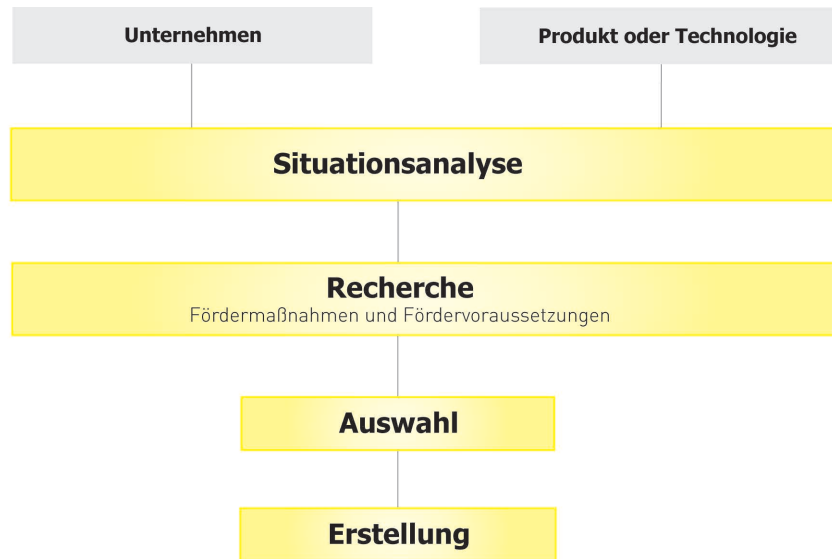 Unternehmen
Produkt oder Technologie
Situationsanalyse
Recherche
Fördermaßnahmen und Fördervoraussetzungen
Auswahl
Erstellung